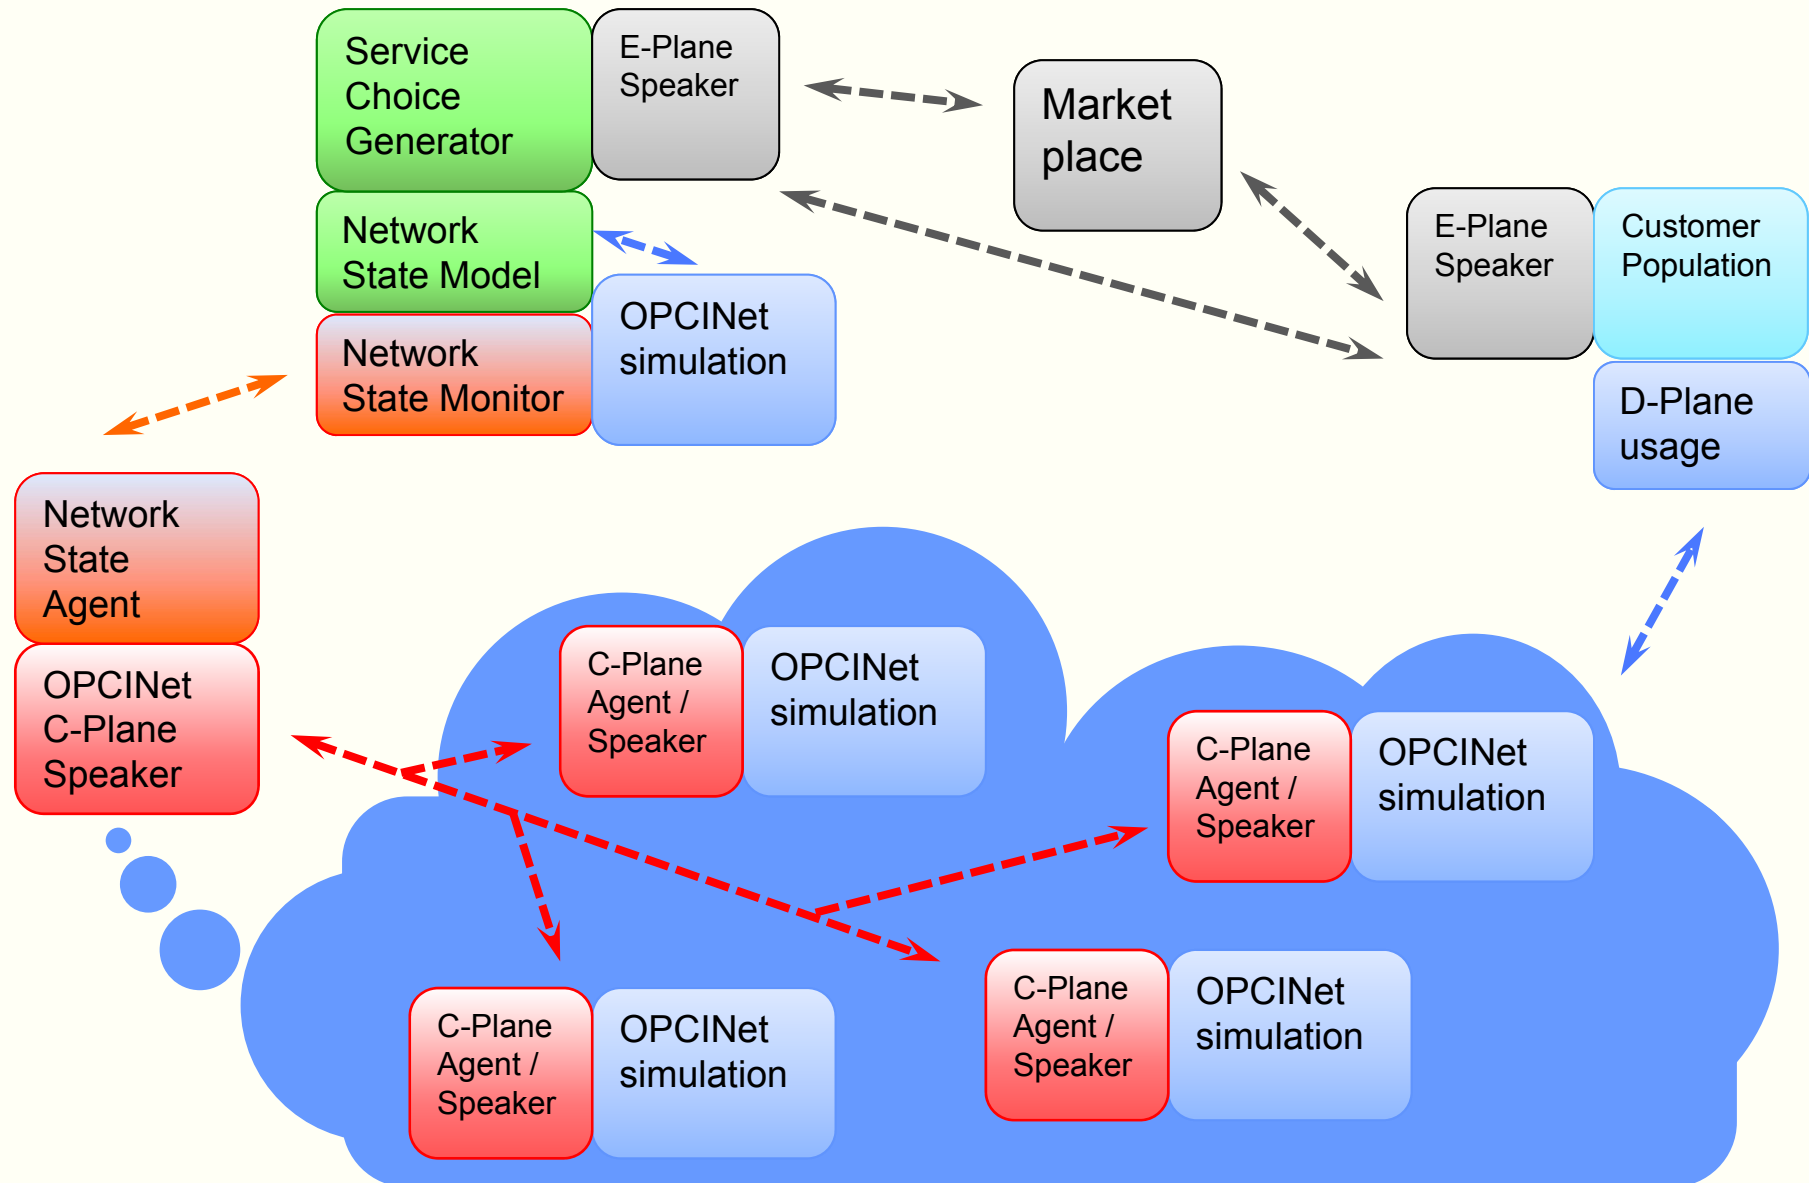 Service
Choice
Generator
E-Plane
Speaker
Market
place
Network
State Model
E-Plane
Speaker
Customer
Population
OPCINet
simulation
Network
State Monitor
D-Plane
usage
Network
State
Agent
OPCINet
C-Plane
Speaker
C-Plane
Agent /
Speaker
OPCINet
simulation
C-Plane
Agent /
Speaker
OPCINet
simulation
C-Plane
Agent /
Speaker
OPCINet
simulation
C-Plane
Agent /
Speaker
OPCINet
simulation